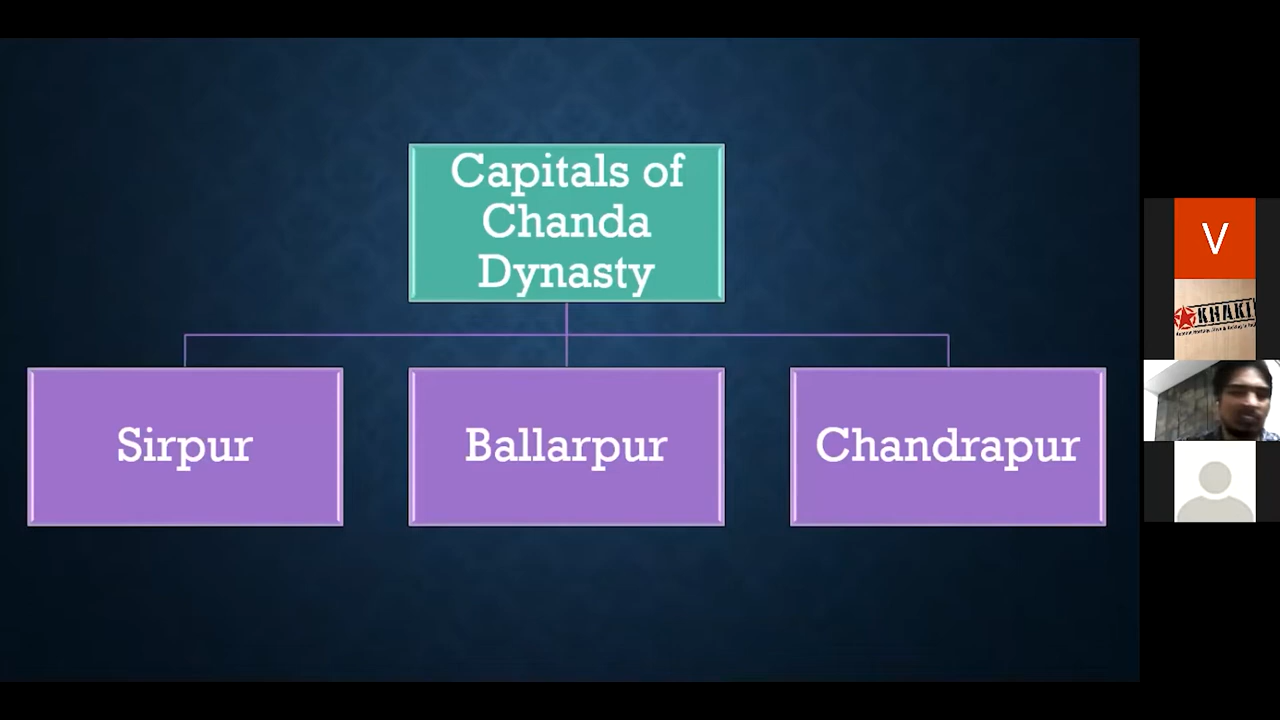 Capitals of
Chanda
Dynasty
Sirpur
Ballarpur
Chandrapur
V
KHAKI